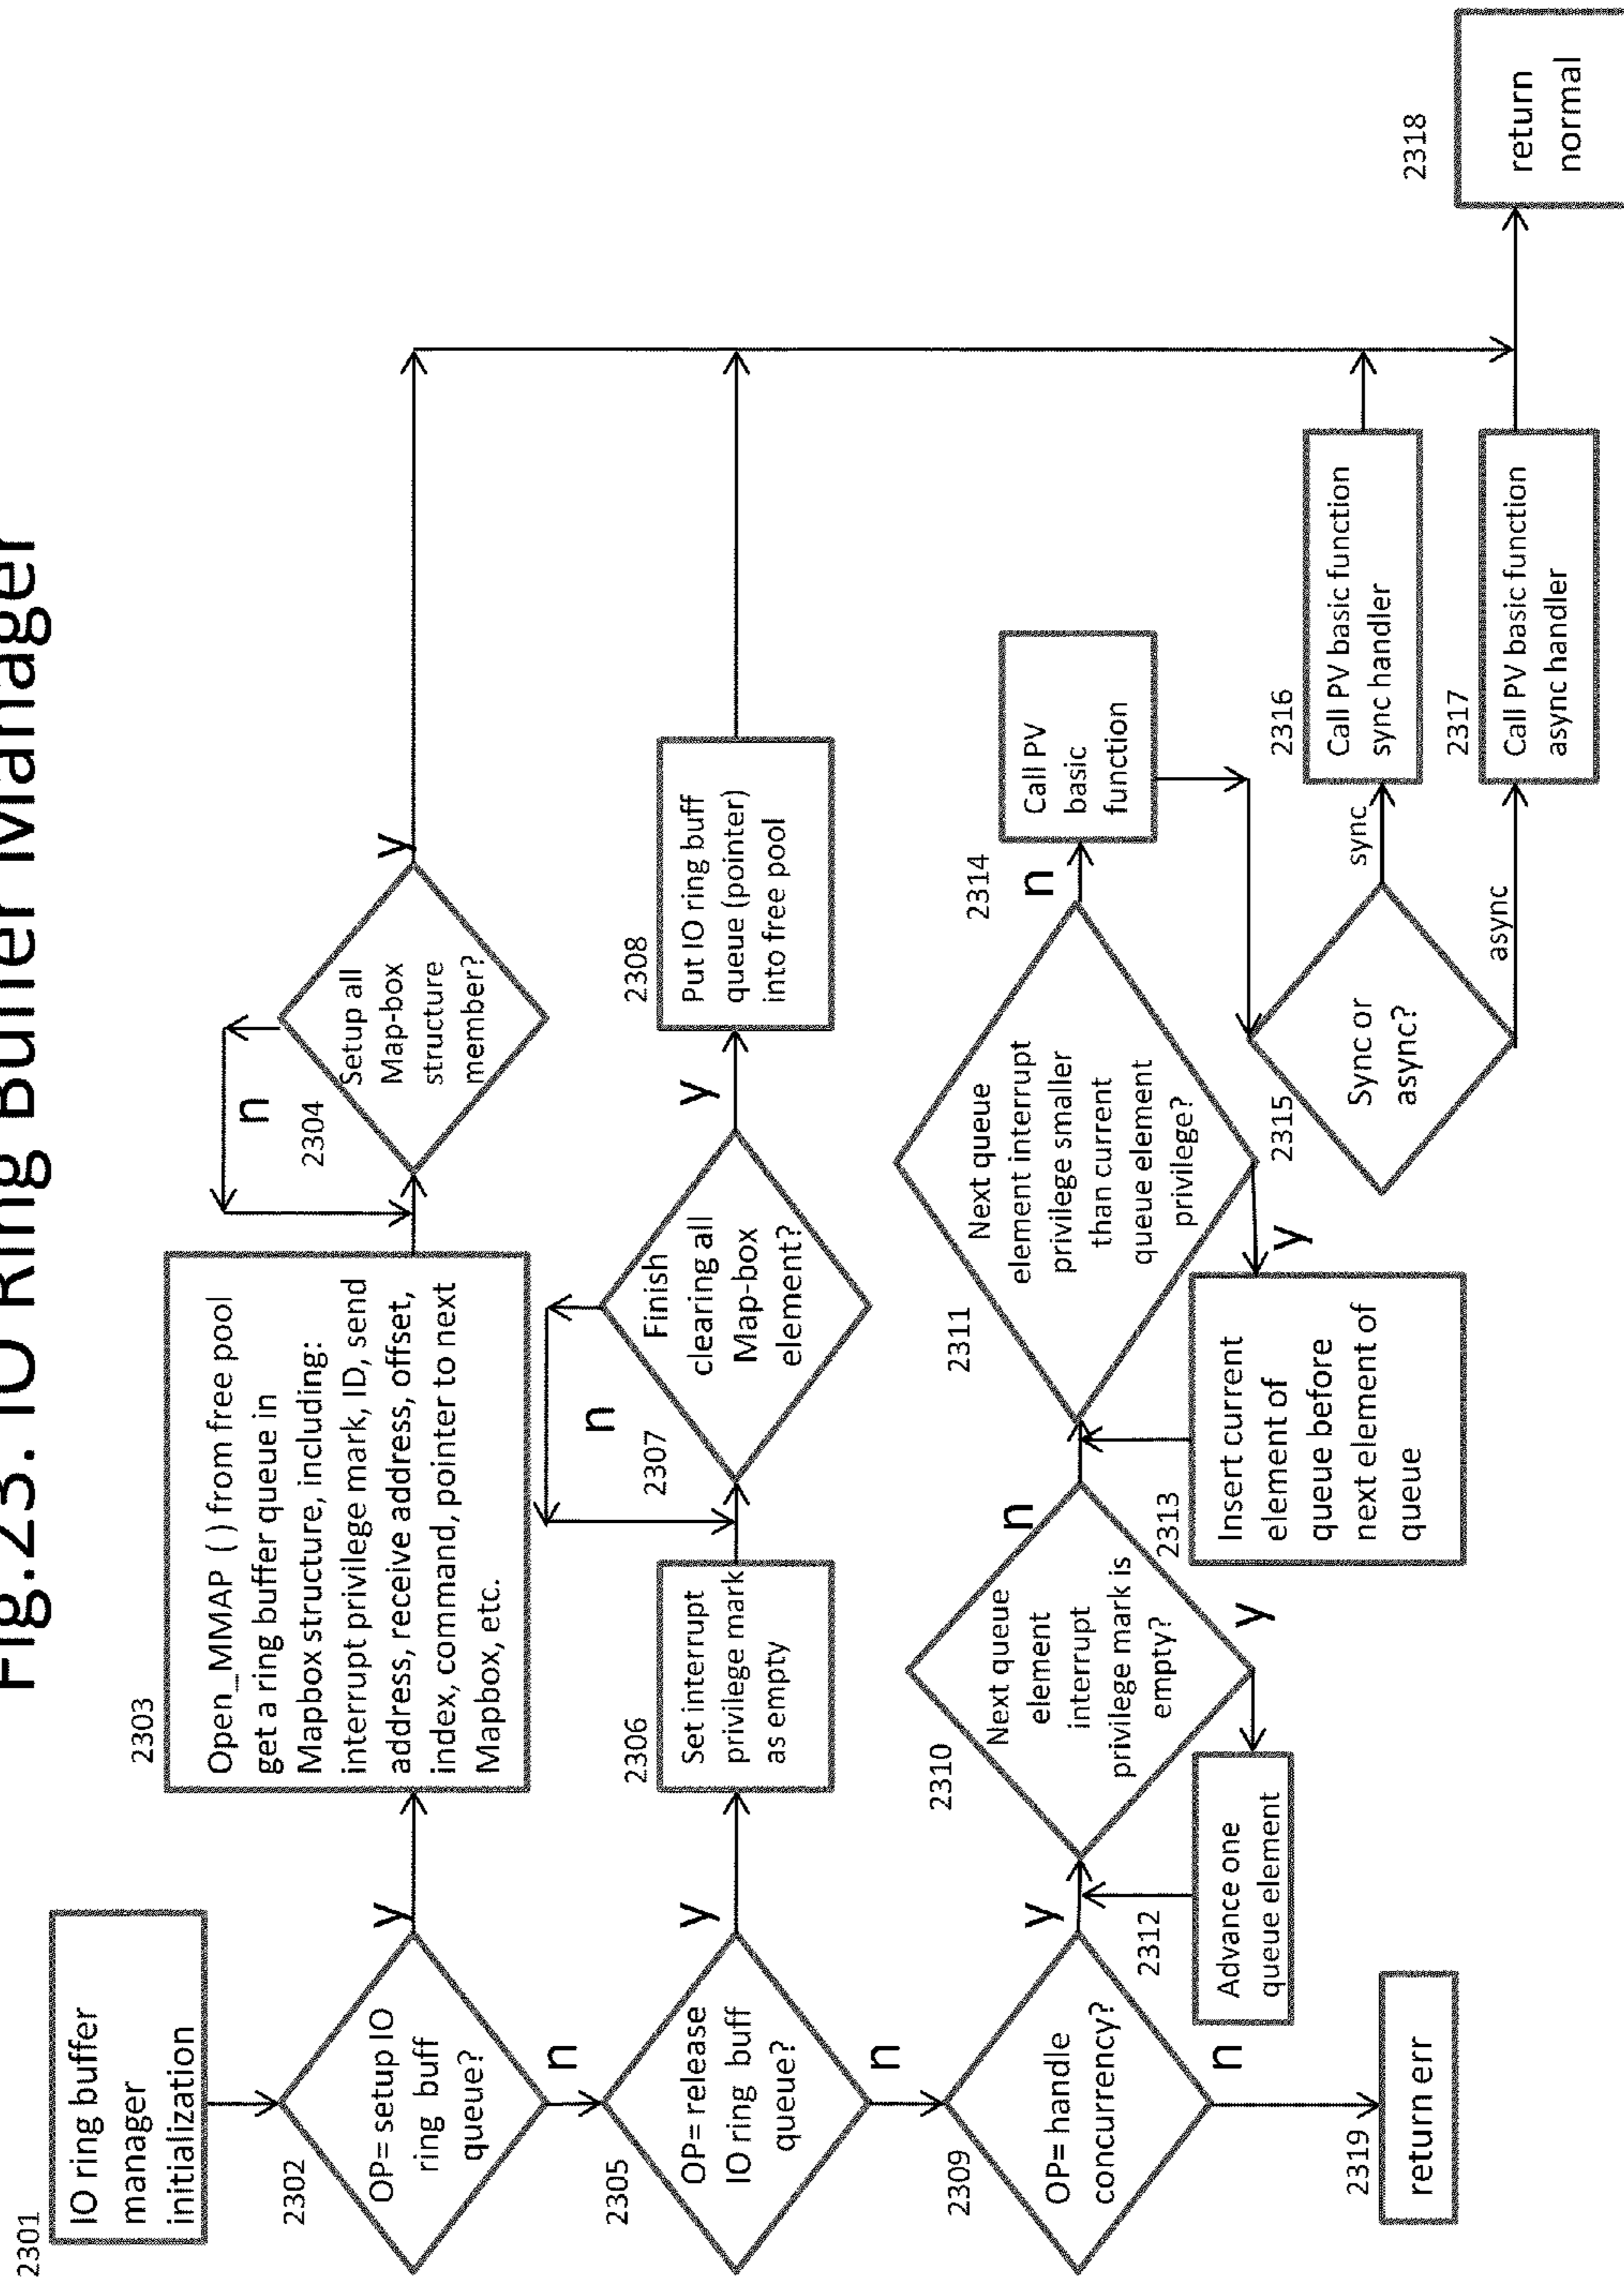 Fig.23. IO Ring Buffer Manager
2301
IO ring buffer
manager
initialization
2302
OP= setup IO
ring buff
queue?
y
n
2303
Open_MMAP ( ) from free pool
get a ring buffer queue in
Mapbox structure, including:
interrupt privilege mark, ID, send
address, receive address, offset,
index, command, pointer to next
Mapbox, etc.
n
2304
Setup all
Map-box
structure
member?
y
2305
OP= release
IO ring buff
queue?
y
n
2306
Set interrupt
privilege mark
as empty
n
2307
Finish
clearing all
Map-box
element?
y
2308
Put IO ring buff
queue (pointer)
into free pool
2309
OP= handle
concurrency?
y
n
2312
Advance one
queue element
2310
Next queue
element
interrupt
privilege mark is
empty?
n
y
2313
Insert current
element of
queue before
next element of
queue
2311
Next queue
element interrupt
privilege smaller
than current
queue element
privilege?
y
n
2314
Call PV
basic
function
2315
Sync or
async?
sync
async
2316
Call PV basic function
sync handler
2317
Call PV basic function
async handler
2318
return
normal
2319
return err